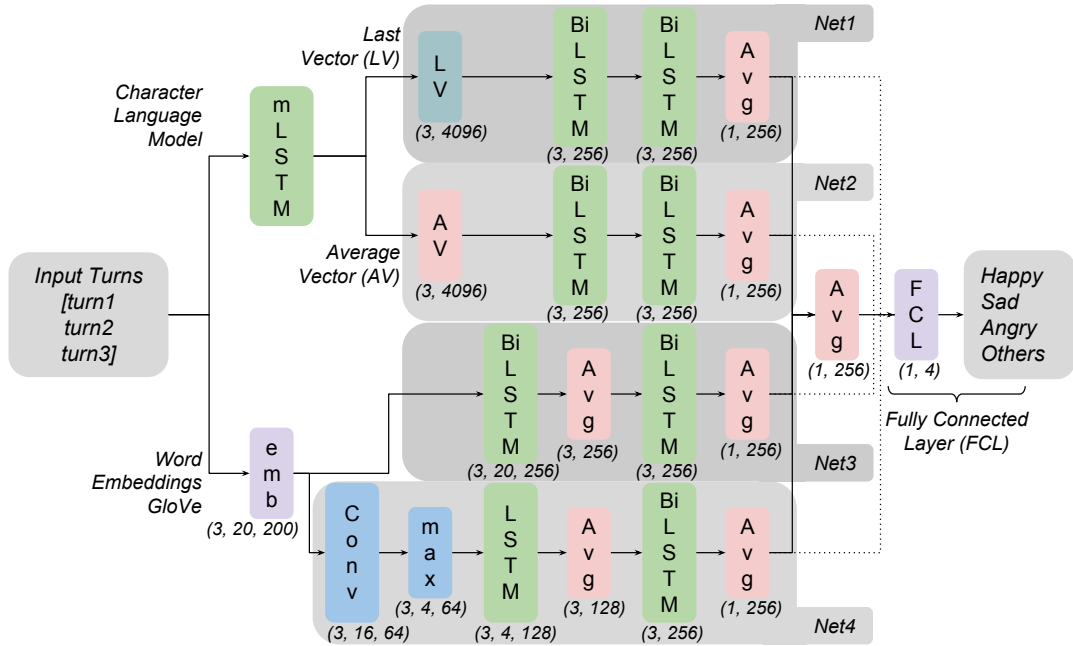 Last
Vector (LV)
Character
Language
Model
m
L
S
T
M
L
V
(3, 4096)
Bi
L
S
T
M
(3, 256)
Bi
L
S
T
M
(3, 256)
A
v
g
(1, 256)
Net1
Average
Vector (AV)
A
V
(3, 4096)
Bi
L
S
T
M
(3, 256)
Bi
L
S
T
M
(3, 256)
A
v
g
(1, 256)
Net2
Input Turns
[turn1
turn2
turn3]
Word
Embeddings
GloVe
e
m
b
(3, 20, 200)
Bi
L
S
T
M
(3, 20, 256)
A
v
g
(3, 256)
Bi
L
S
T
M
(3, 256)
A
v
g
(1, 256)
Net3
C
o
n
v
(3, 16, 64)
m
a
x
(3, 4, 64)
L
S
T
M
(3, 4, 128)
A
v
g
(3, 128)
Bi
L
S
T
M
(3, 256)
A
v
g
(1, 256)
Net4
A
v
g
(1, 256)
F
C
L
(1, 4)
Happy
Sad
Angry
Others
Fully Connected
Layer (FCL)